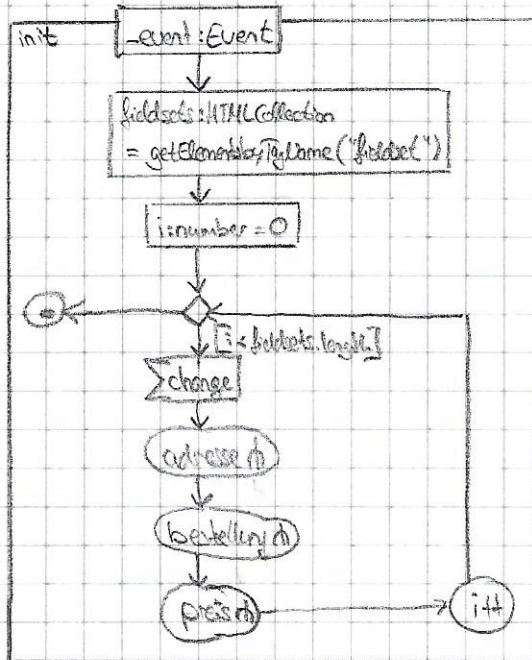 init
_event:Event
fieldsets:HTMLCollection
= getElementsbyTagName("fieldset")
i:number = 0
[i < fieldsets.length]
change
adresse ⋔
bestellung ⋔
preis ⋔
i++